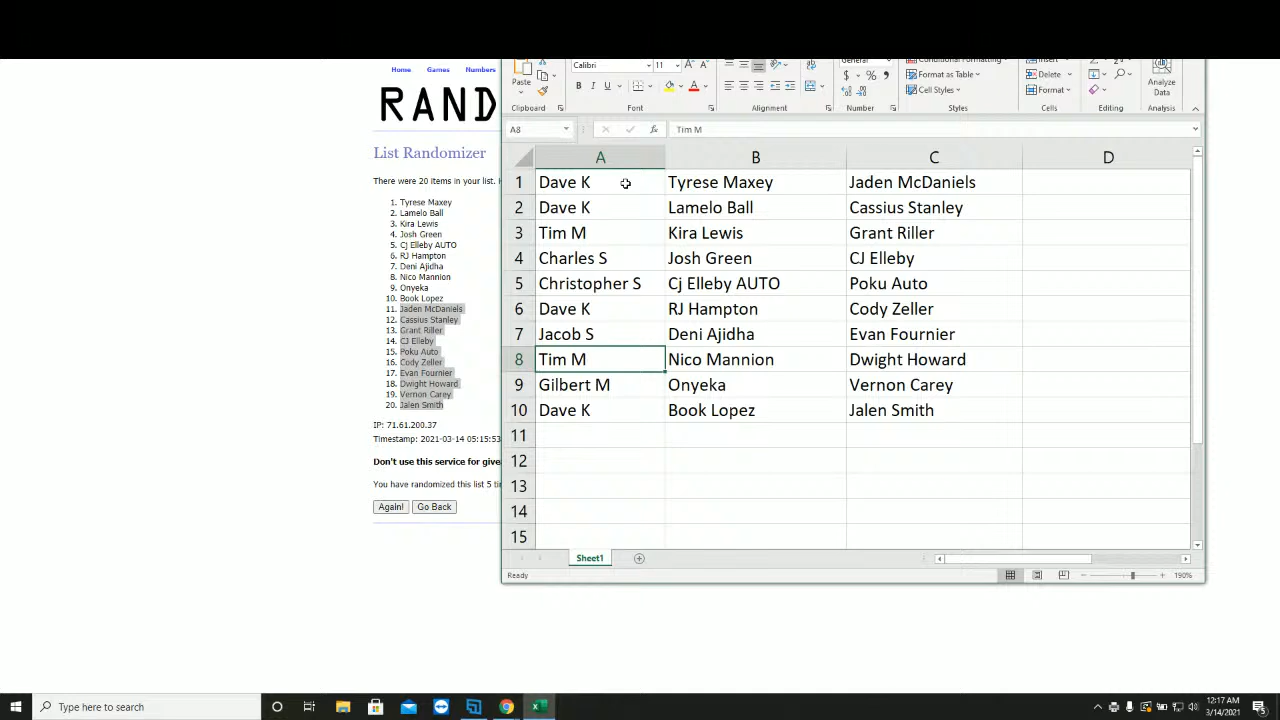 Home Games Numbers
RAND
List Randomizer
There were 20 items in your list.
1. Tyrese Maxey
2. Lamelo Ball
3. Kira Lewis
4. Josh Green
5. Cj Elleby AUTO
6. RJ Hampton
7. Deni Ajidha
8. Nico Mannion
9. Onyeka
10. Book Lopez
11. Jaden McDaniels
12. Cassius Stanley
13. Grant Riller
14. CJ Elleby
15. Poku Auto
16. Cody Zeller
17. Evan Fournier
18. Dwight Howard
19. Vernon Carey
20. Jalen Smith
IP: 71.61.200.37
Timestamp: 2021-03-14 05:15:53
Don't use this service for give
You have randomized this list 5 ti
Again! Go Back
Paste
Calibri 11
B I U
General
$ % 9
Conditional Formatting
Format as Table
Cell Styles
Insert
Delete
Format
Analyze
Data
Clipboard Font Alignment Number Styles Cells Editing Analysis
A8 fx Tim M
A B C D
1 Dave K Tyrese Maxey Jaden McDaniels
2 Dave K Lamelo Ball Cassius Stanley
3 Tim M Kira Lewis Grant Riller
4 Charles S Josh Green CJ Elleby
5 Christopher S Cj Elleby AUTO Poku Auto
6 Dave K RJ Hampton Cody Zeller
7 Jacob S Deni Ajidha Evan Fournier
8 Tim M Nico Mannion Dwight Howard
9 Gilbert M Onyeka Vernon Carey
10 Dave K Book Lopez Jalen Smith
11
12
13
14
15
Sheet1
Ready 190%
Type here to search
12:17 AM
3/14/2021
5